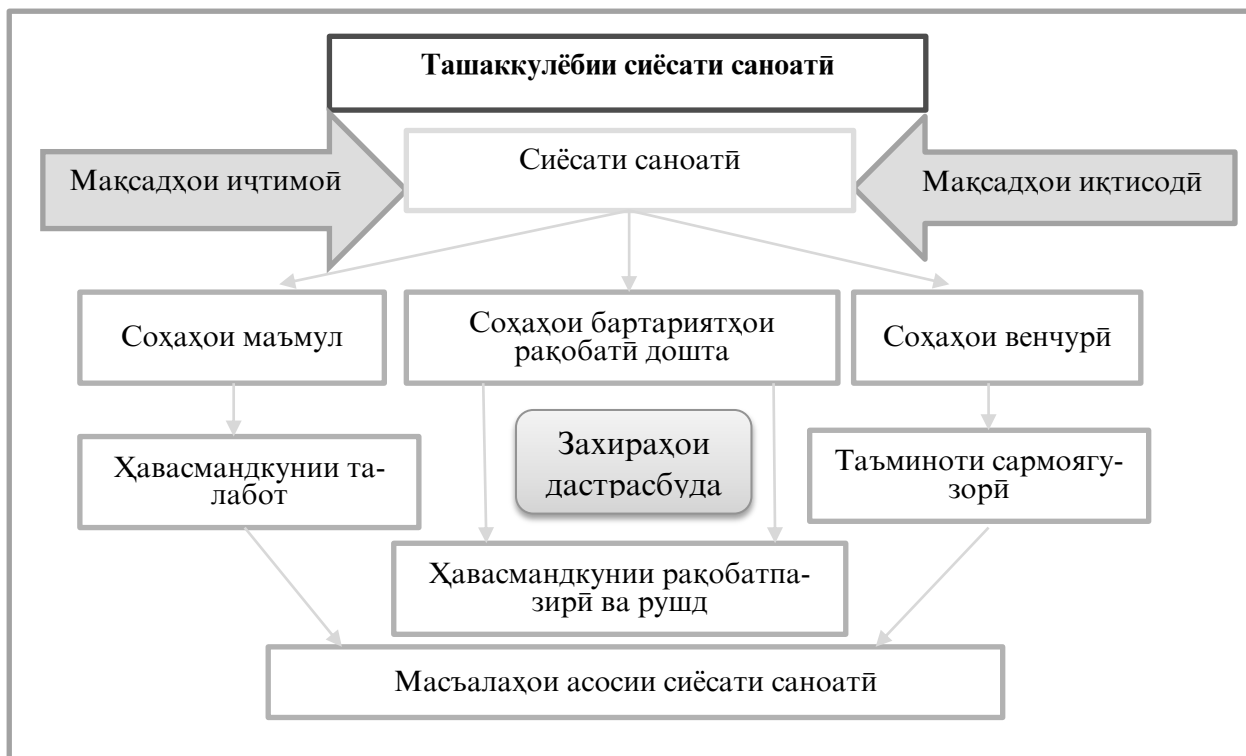 Ташаккулёбии сиёсати саноатӣ
Сиёсати саноатӣ
Мақсадҳои иҷтимоӣ
Мақсадҳои иқтисодӣ
Соҳаҳои маъмул
Соҳаҳои бартариятҳои
рақобатӣ дошта
Соҳаҳои венчурӣ
Ҳавасмандкунии та-
лабот
Захираҳои
дастрасбуда
Таъминоти сармоягу-
зорӣ
Ҳавасмандкунии рақобатпа-
зирӣ ва рушд
Масъалаҳои асосии сиёсати саноатӣ